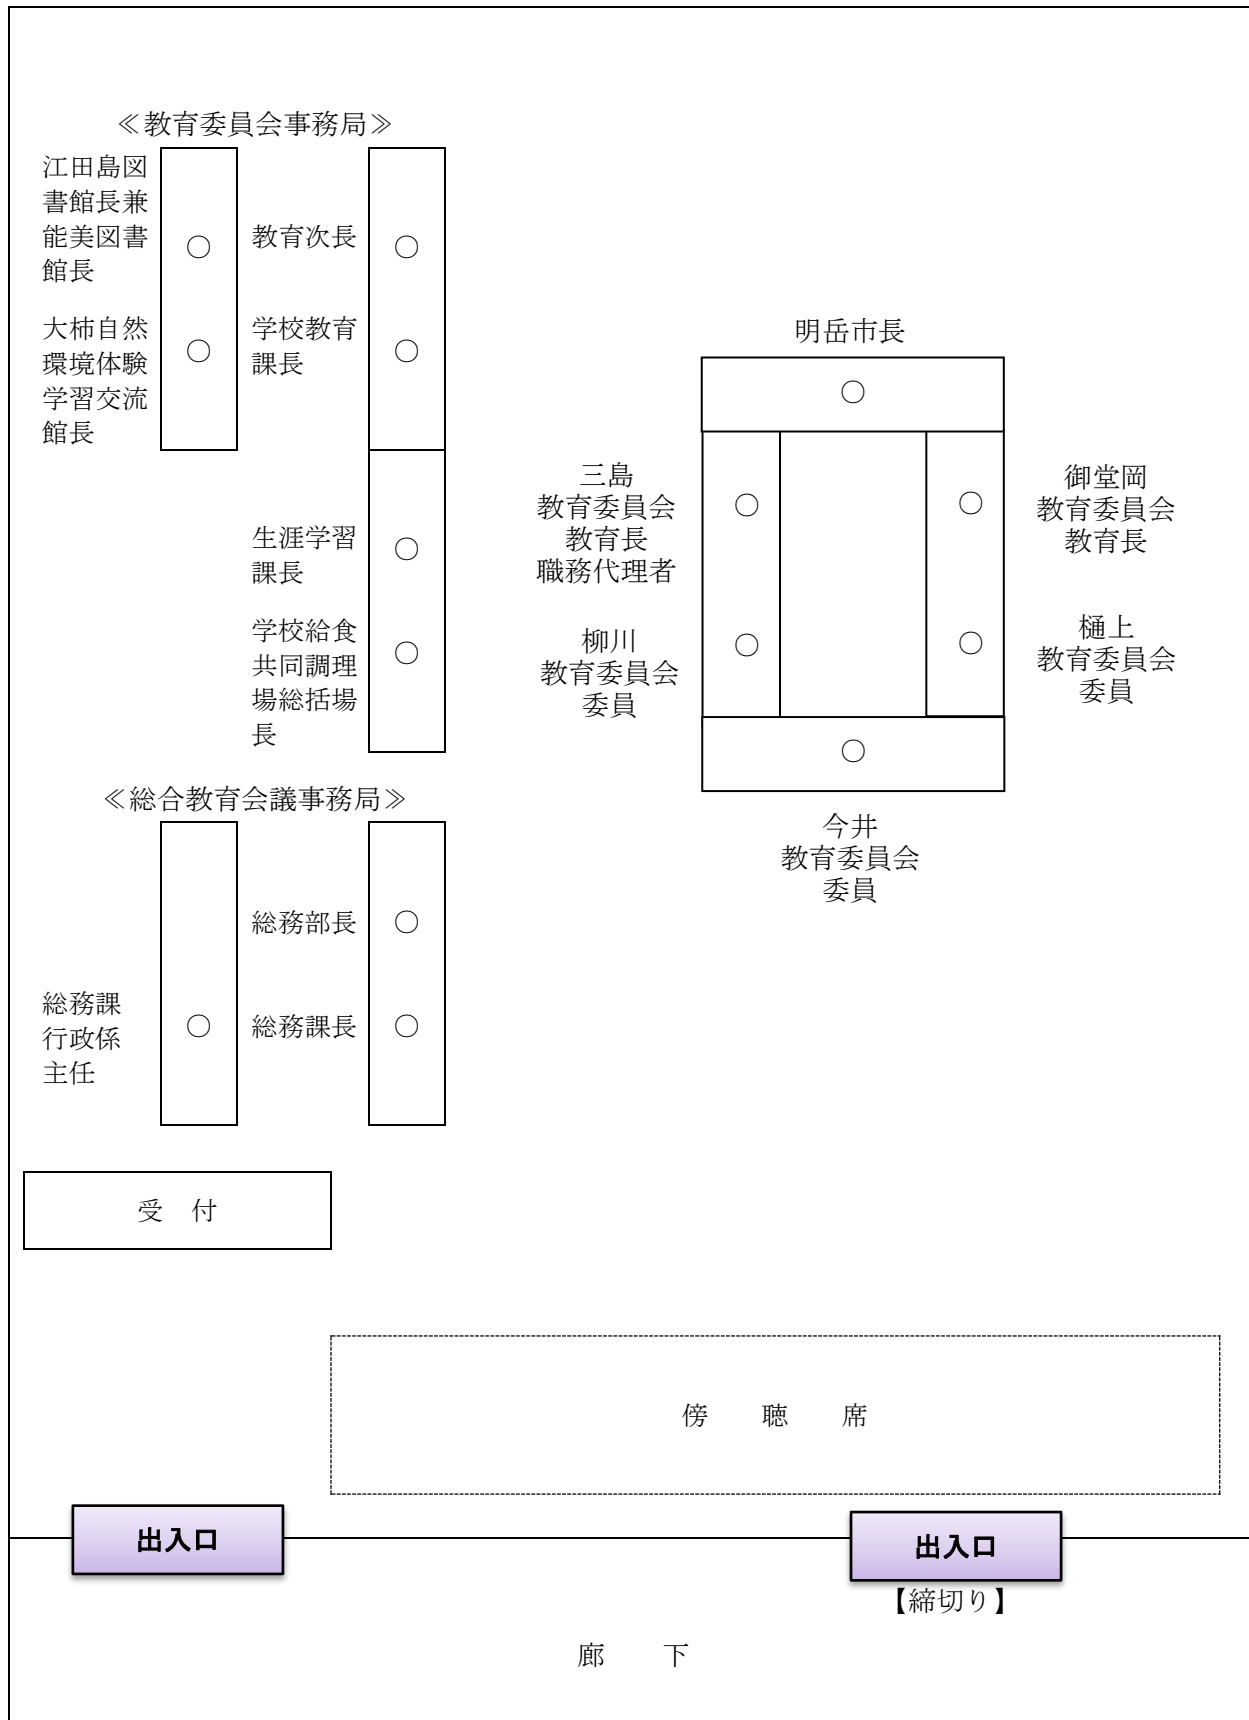 ≪教育委員会事務局≫
江田島図
書館長兼
能美図書
館長
○
教育次長
○
大柿自然
環境体験
学習交流
館長
○
学校教育
課長
○
生涯学習
課長
○
学校給食
共同調理
場総括場
長
○
明岳市長
○
三島
教育委員会
教育長
職務代理者
○
○
御堂岡
教育委員会
教育長
柳川
教育委員会
委員
○
○
樋上
教育委員会
委員
○
今井
教育委員会
委員
≪総合教育会議事務局≫
総務部長
○
総務課
行政係
主任
○
総務課長
○
受　付
傍　聴　席
出入口
出入口
【締切り】
廊　下